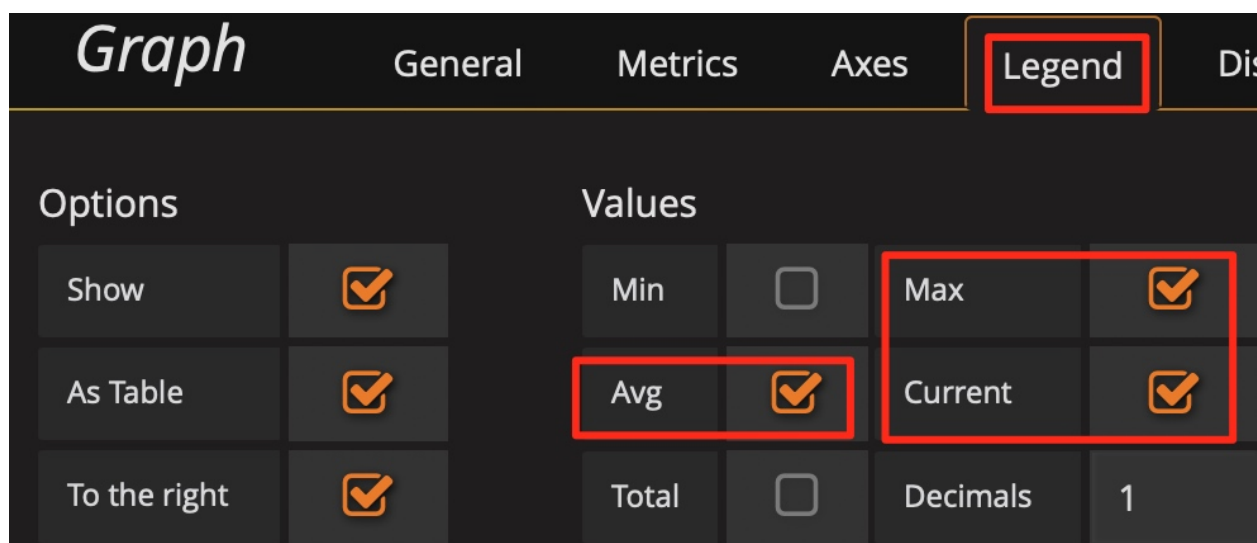 Graph General Metrics Axes Legend
Options Values
Show Min Max
As Table Avg Current
To the right Total Decimals 1